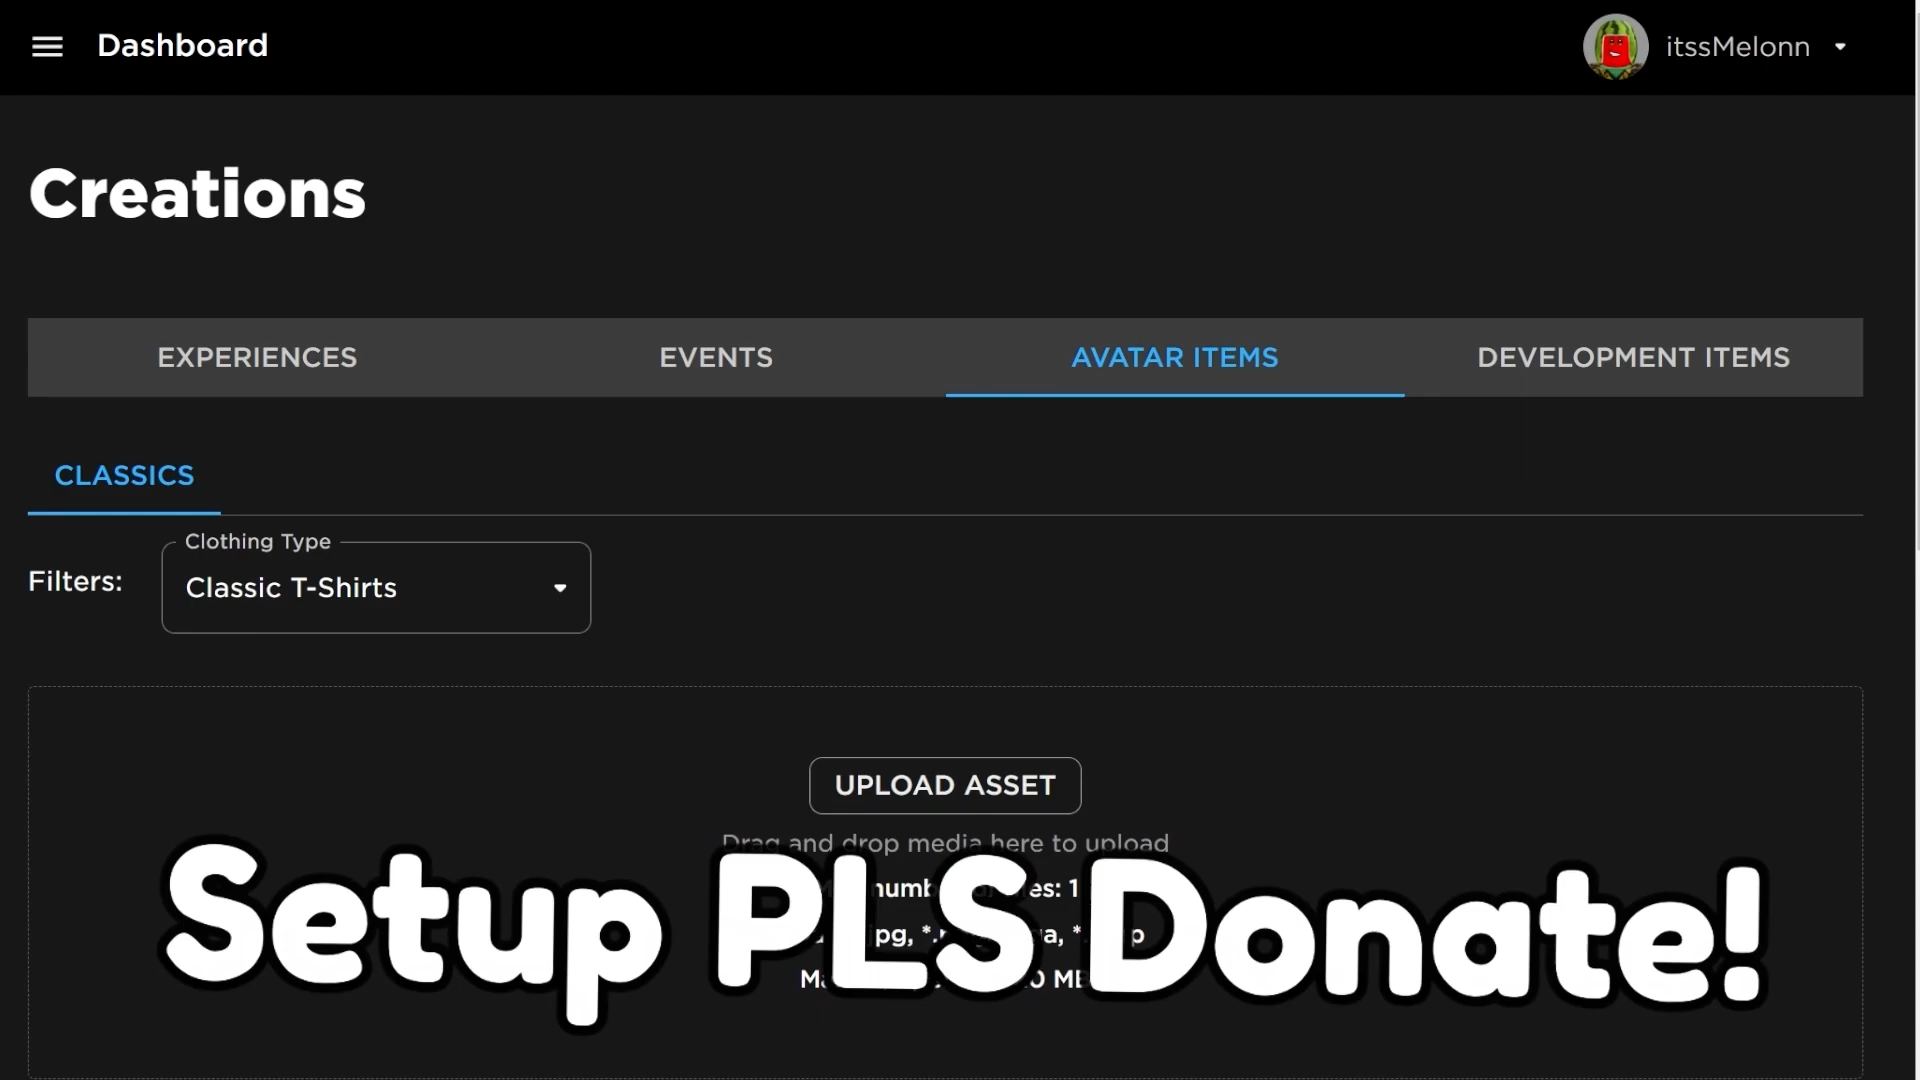 Dashboard
itssMelonn
Creations
EXPERIENCES
EVENTS
AVATAR ITEMS
DEVELOPMENT ITEMS
CLASSICS
Clothing Type
Filters:
Classic T-Shirts
UPLOAD ASSET
Drag and drop media here to upload
Setup PLS Donate!